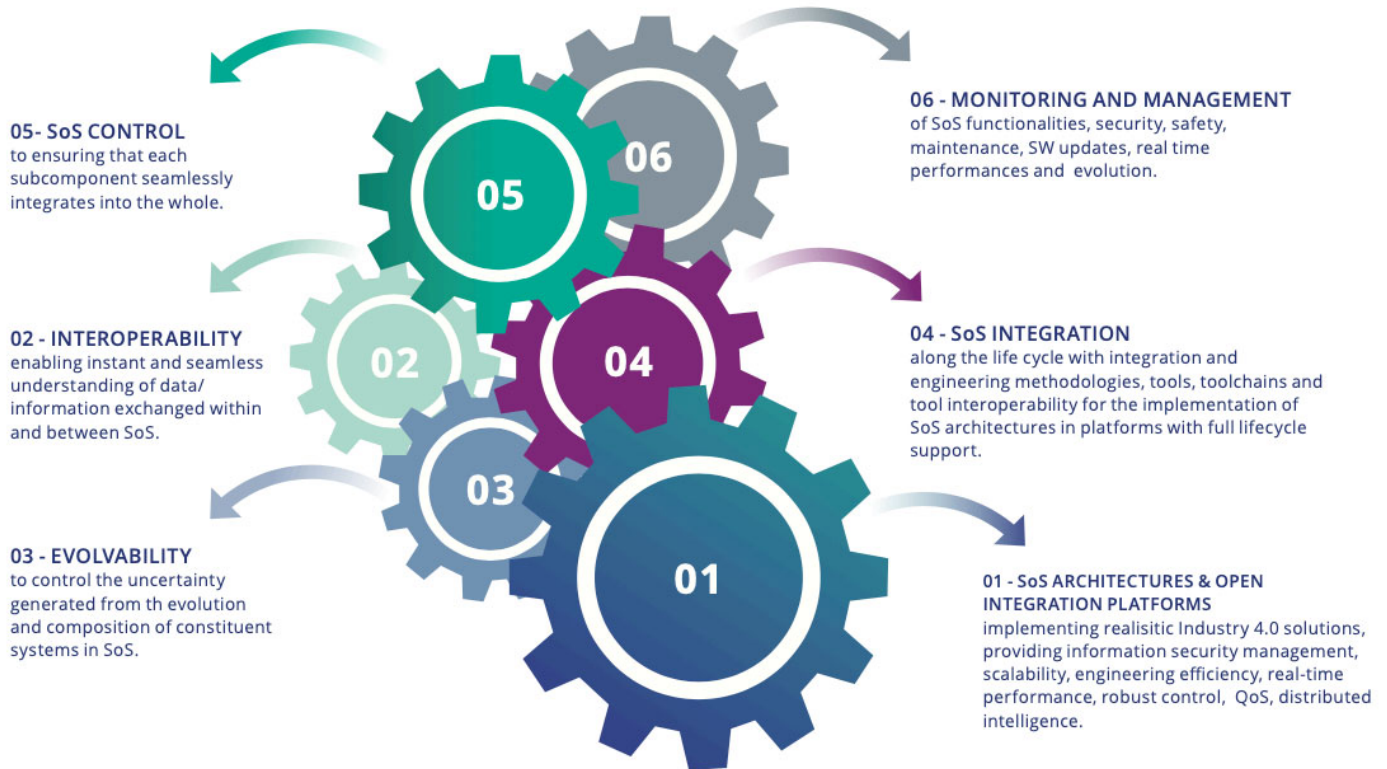 05- SoS CONTROL
to ensuring that each
subcomponent seamlessly
integrates into the whole.
02 - INTEROPERABILITY
enabling instant and seamless
understanding of data/
information exchanged within
and between SoS.
03 - EVOLVABILITY
to control the uncertainty
generated from th evolution
and composition of constituent
systems in SoS.
05
06
02
04
03
01
06 - MONITORING AND MANAGEMENT
of SoS functionalities, security, safety,
maintenance, SW updates, real time
performances and evolution.
04 - SoS INTEGRATION
along the life cycle with integration and
engineering methodologies, tools, toolchains and
tool interoperability for the implementation of
SoS architectures in platforms with full lifecycle
support.
01 - SoS ARCHITECTURES & OPEN
INTEGRATION PLATFORMS
implementing realisitic Industry 4.0 solutions,
providing information security management,
scalability, engineering efficiency, real-time
performance, robust control, QoS, distributed
intelligence.